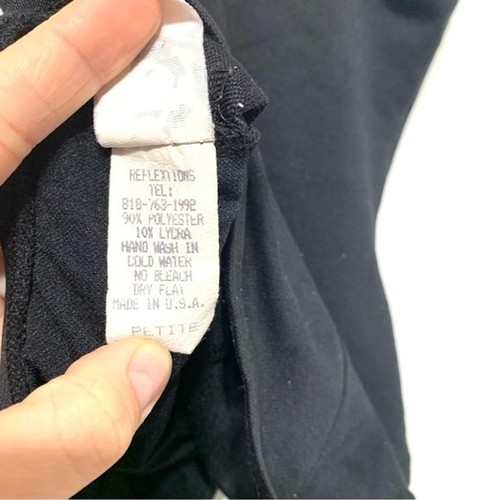 REFLEXTIONS
TEL:
818-763-1992
90% POLYESTER
10% LYCRA
HAND WASH IN
COLD WATER
NO BLEACH
DRY FLAT
MADE IN U.S.A.
PETITE